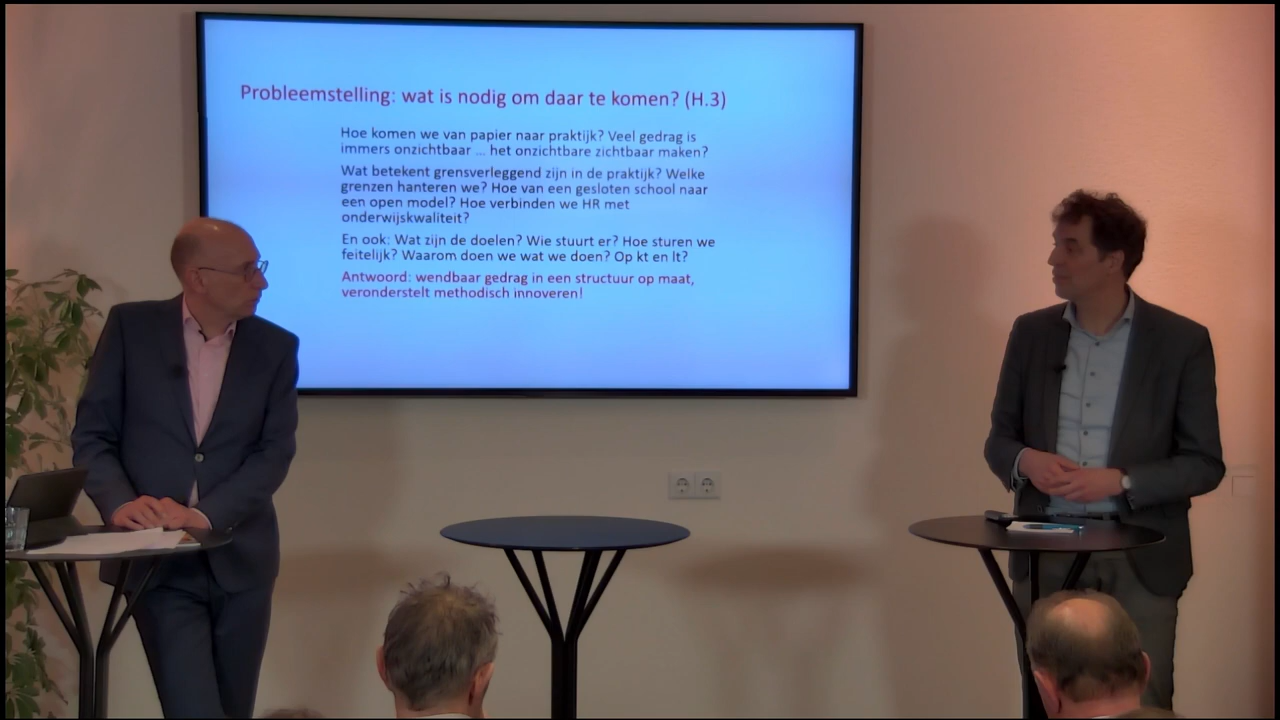 Probleemstelling: wat is nodig om daar te komen? (H.3)
Hoe komen we van papier naar praktijk? Veel gedrag is
immers onzichtbaar ... het onzichtbare zichtbaar maken?
Wat betekent grensverleggend zijn in de praktijk? Welke
grenzen hanteren we? Hoe van een gesloten school naar
een open model? Hoe verbinden we HR met
onderwijskwaliteit?
En ook: Wat zijn de doelen? Wie stuurt er? Hoe sturen we
feitelijk? Waarom doen we wat we doen? Op kt en lt?
Antwoord: wendbaar gedrag in een structuur op maat,
veronderstelt methodisch innoveren!